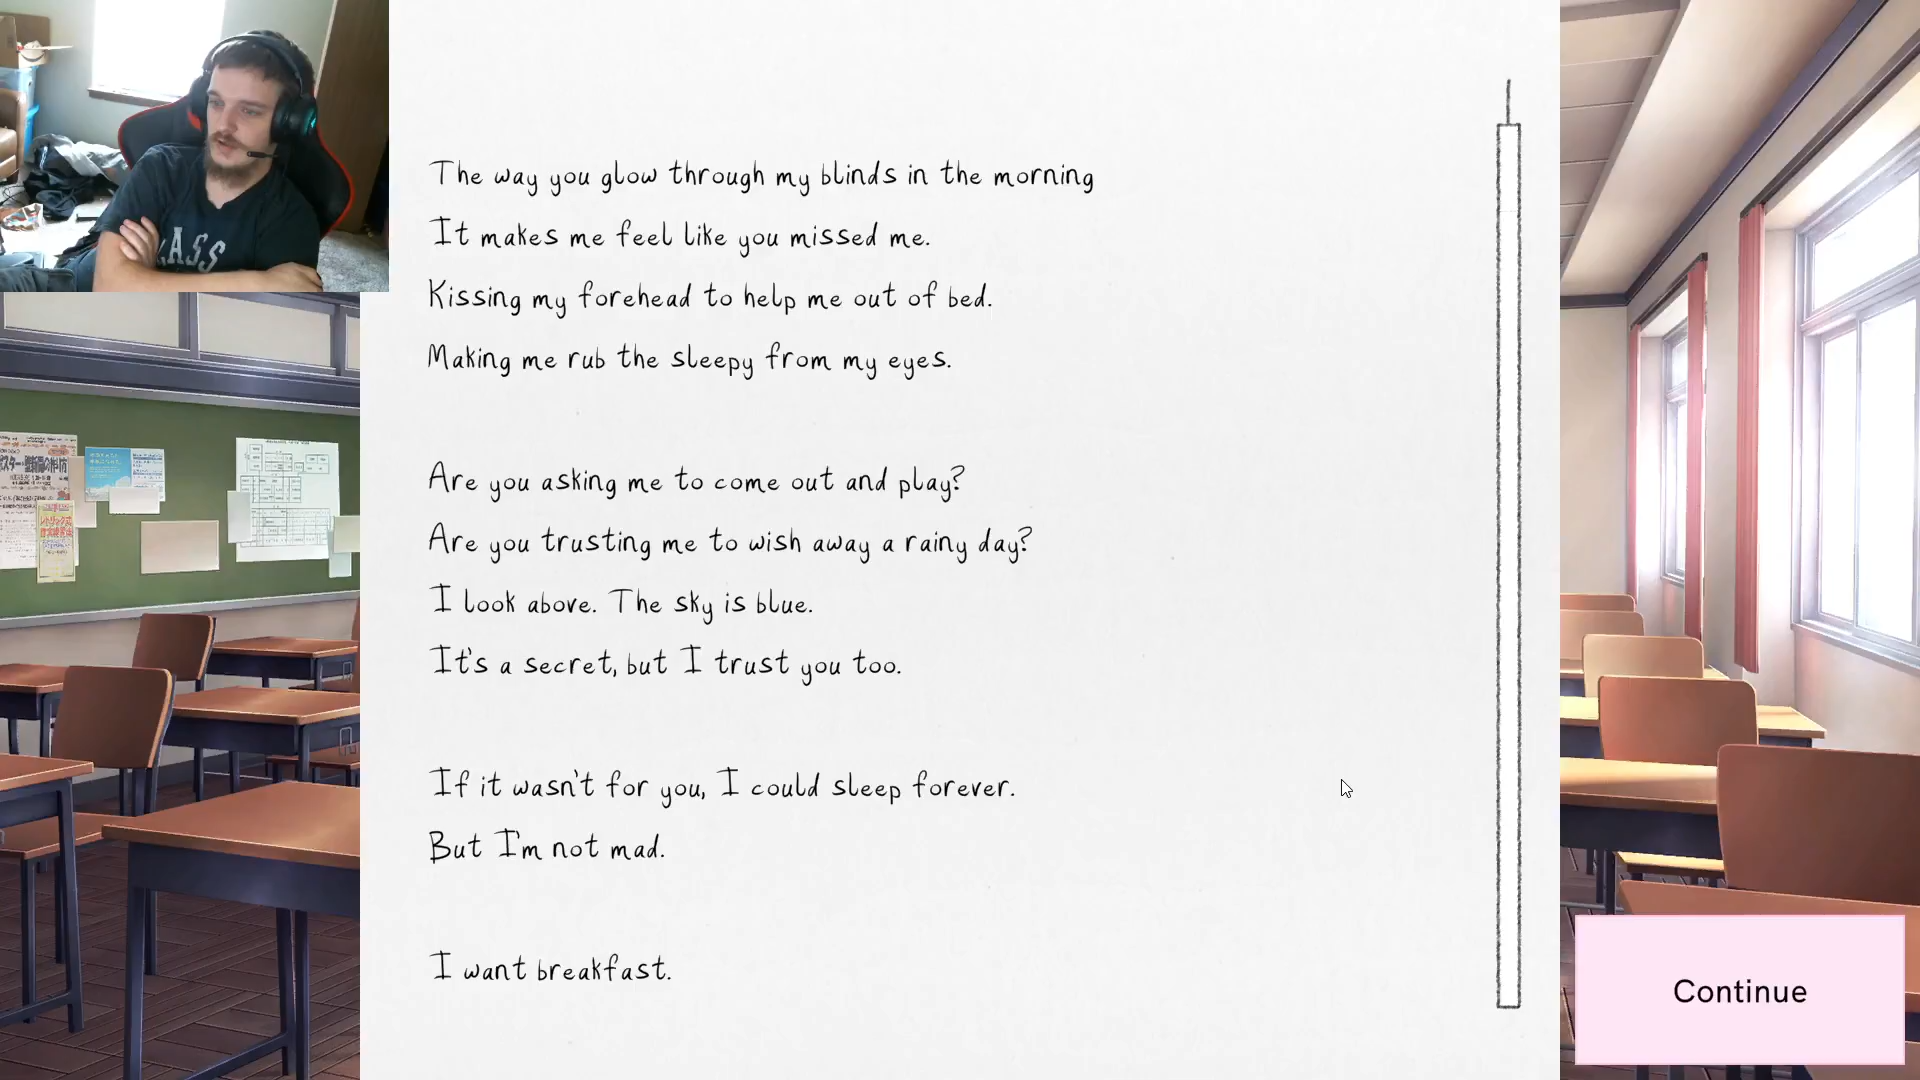 The way you glow through my blinds in the morning
It makes me feel like you missed me.
Kissing my forehead to help me out of bed.
Making me rub the sleepy from my eyes.
Are you asking me to come out and play?
Are you trusting me to wish away a rainy day?
I look above. The sky is blue.
It's a secret, but I trust you too.
If it wasn't for you, I could sleep forever.
But I'm not mad.
I want breakfast.
Continue